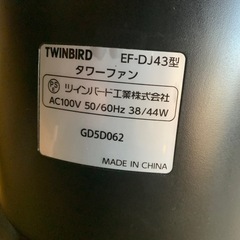 TWINBIRD EF-DJ43型
タワーファン
ツインバード工業株式会社
AC100V 50/60Hz 38/44W
GD5D062
MADE IN CHINA